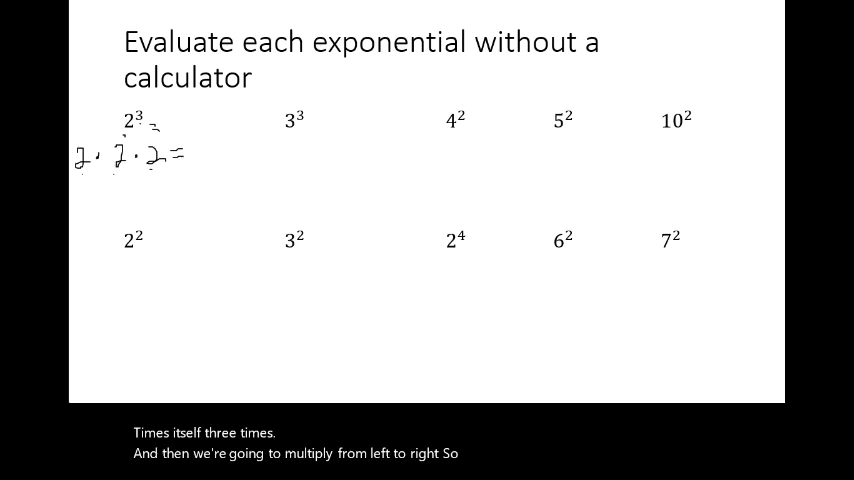 Evaluate each exponential without a
calculator
2³ = 3³ 4² 5² 10²
2 · 2 · 2 =
2² 3² 2⁴ 6² 7²
Times itself three times.
And then we're going to multiply from left to right So